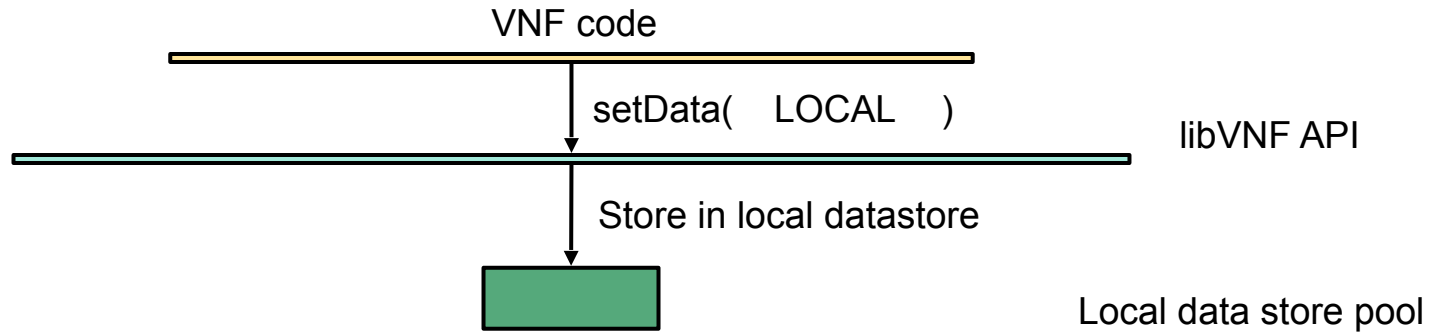 VNF code
setData( LOCAL )
libVNF API
Store in local datastore
Local data store pool